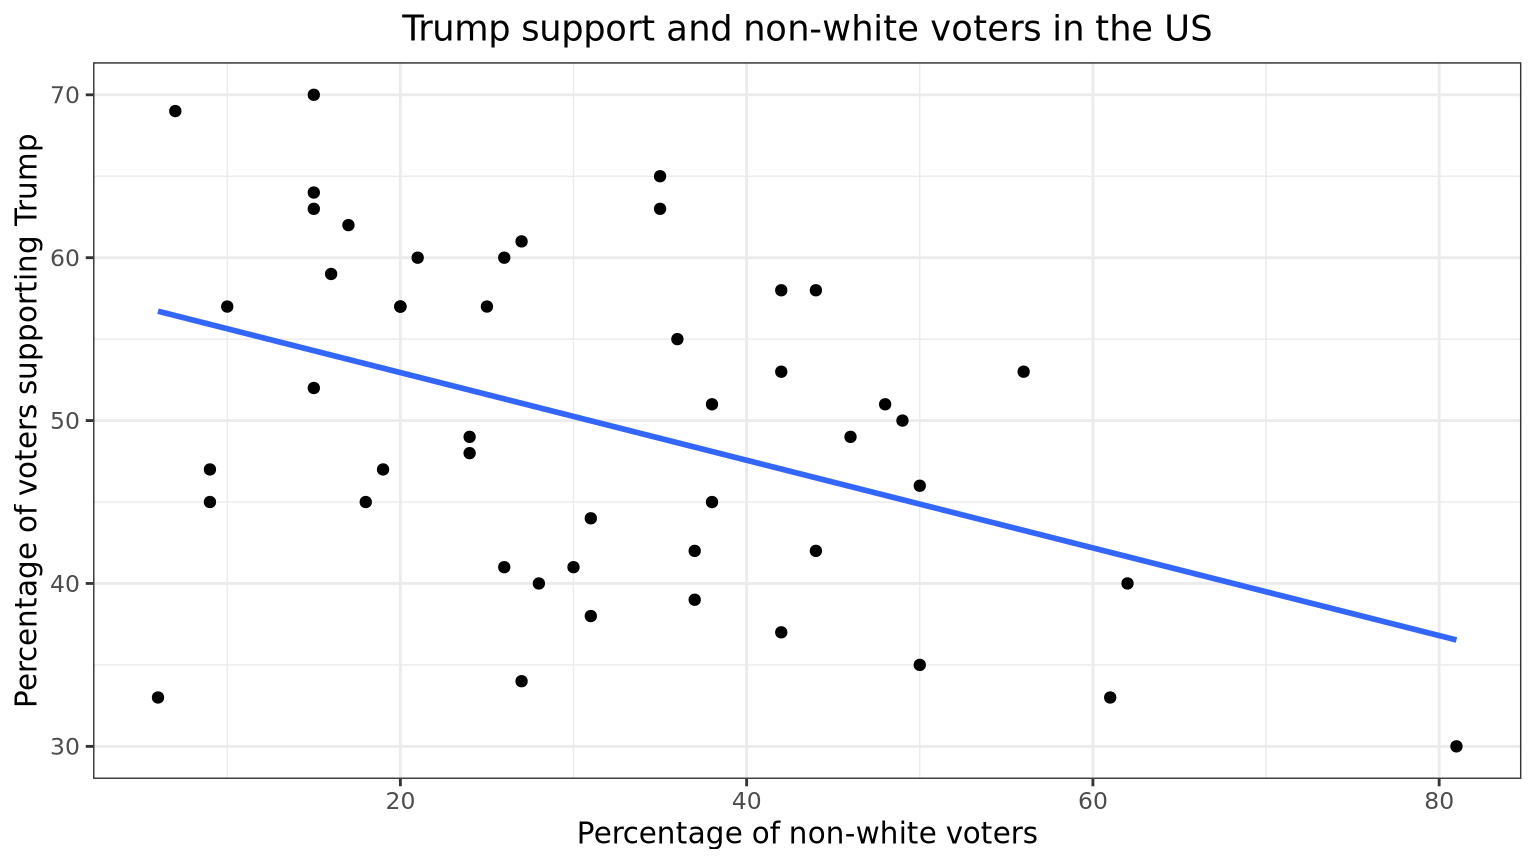 Trump support and non-white voters in the US
Percentage of voters supporting Trump
70
60
50
40
30
20 40 60 80
Percentage of non-white voters